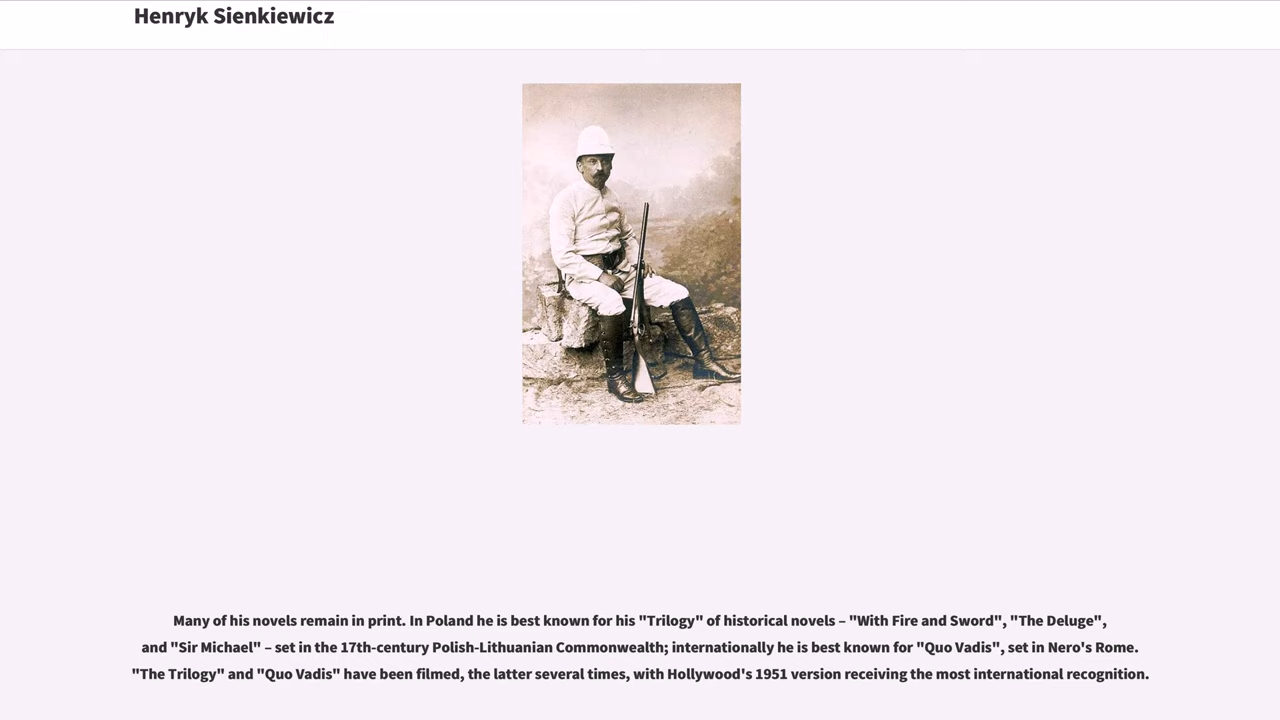 Henryk Sienkiewicz
Many of his novels remain in print. In Poland he is best known for his "Trilogy" of historical novels – "With Fire and Sword", "The Deluge",
and "Sir Michael" – set in the 17th-century Polish-Lithuanian Commonwealth; internationally he is best known for "Quo Vadis", set in Nero's Rome.
"The Trilogy" and "Quo Vadis" have been filmed, the latter several times, with Hollywood's 1951 version receiving the most international recognition.